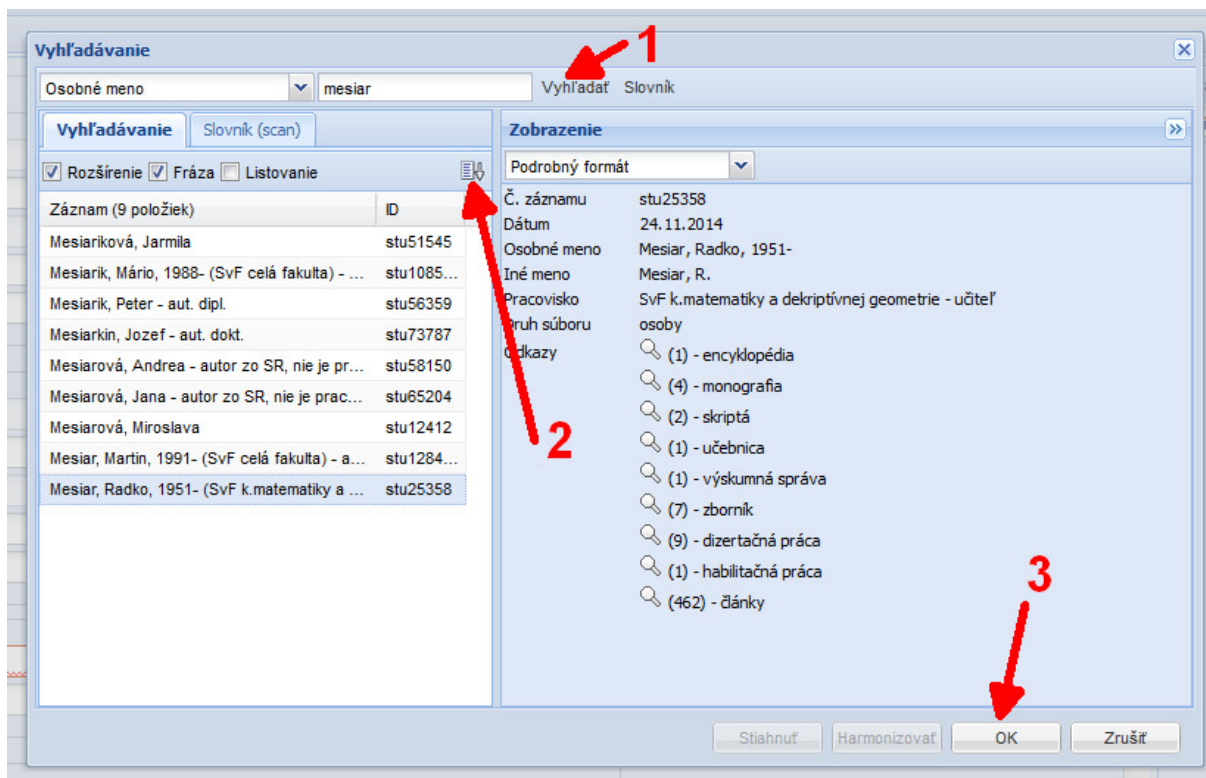 1
Vyhľadávanie
Osobné meno mesiar Vyhľadať Slovník
Vyhľadávanie Slovník (scan)
Rozšírenie Fráza Listovanie
Záznam (9 položiek) ID
Mesiariková, Jarmila stu51545
Mesiarik, Mário, 1988- (SvF celá fakulta) - ... stu1085...
Mesiarik, Peter - aut. dipl. stu56359
Mesiarkin, Jozef - aut. dokt. stu73787
Mesiarová, Andrea - autor zo SR, nie je pr... stu58150
Mesiarová, Jana - autor zo SR, nie je prac... stu65204
Mesiarová, Miroslava stu12412
Mesiar, Martin, 1991- (SvF celá fakulta) - a... stu1284...
Mesiar, Radko, 1951- (SvF k.matematiky a ... stu25358
2
Zobrazenie
Podrobný formát
Č. záznamu stu25358
Dátum 24.11.2014
Osobné meno Mesiar, Radko, 1951-
Iné meno Mesiar, R.
Pracovisko SvF k.matematiky a dekriptívnej geometrie - učiteľ
Druh súboru osoby
Odkazy (1) - encyklopédia
(4) - monografia
(2) - skriptá
(1) - učebnica
(1) - výskumná správa
(7) - zborník
(9) - dizertačná práca
(1) - habilitačná práca
(462) - články
3
Stiahnuť Harmonizovať OK Zrušiť